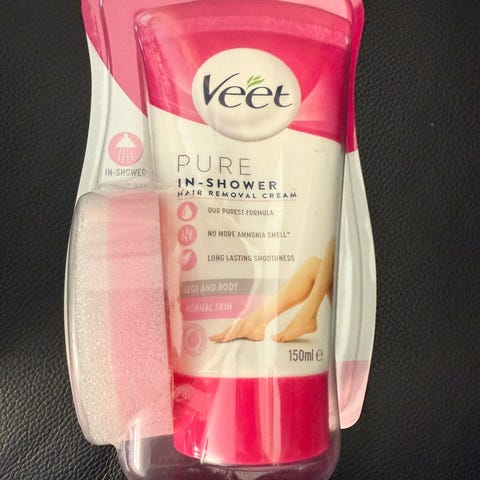 Veet
PURE
IN-SHOWER
HAIR REMOVAL CREAM
IN-SHOWER
OUR PUREST FORMULA
NO MORE AMMONIA SMELL*
LONG LASTING SMOOTHNESS
LEGS AND BODY
NORMAL SKIN
150ml e